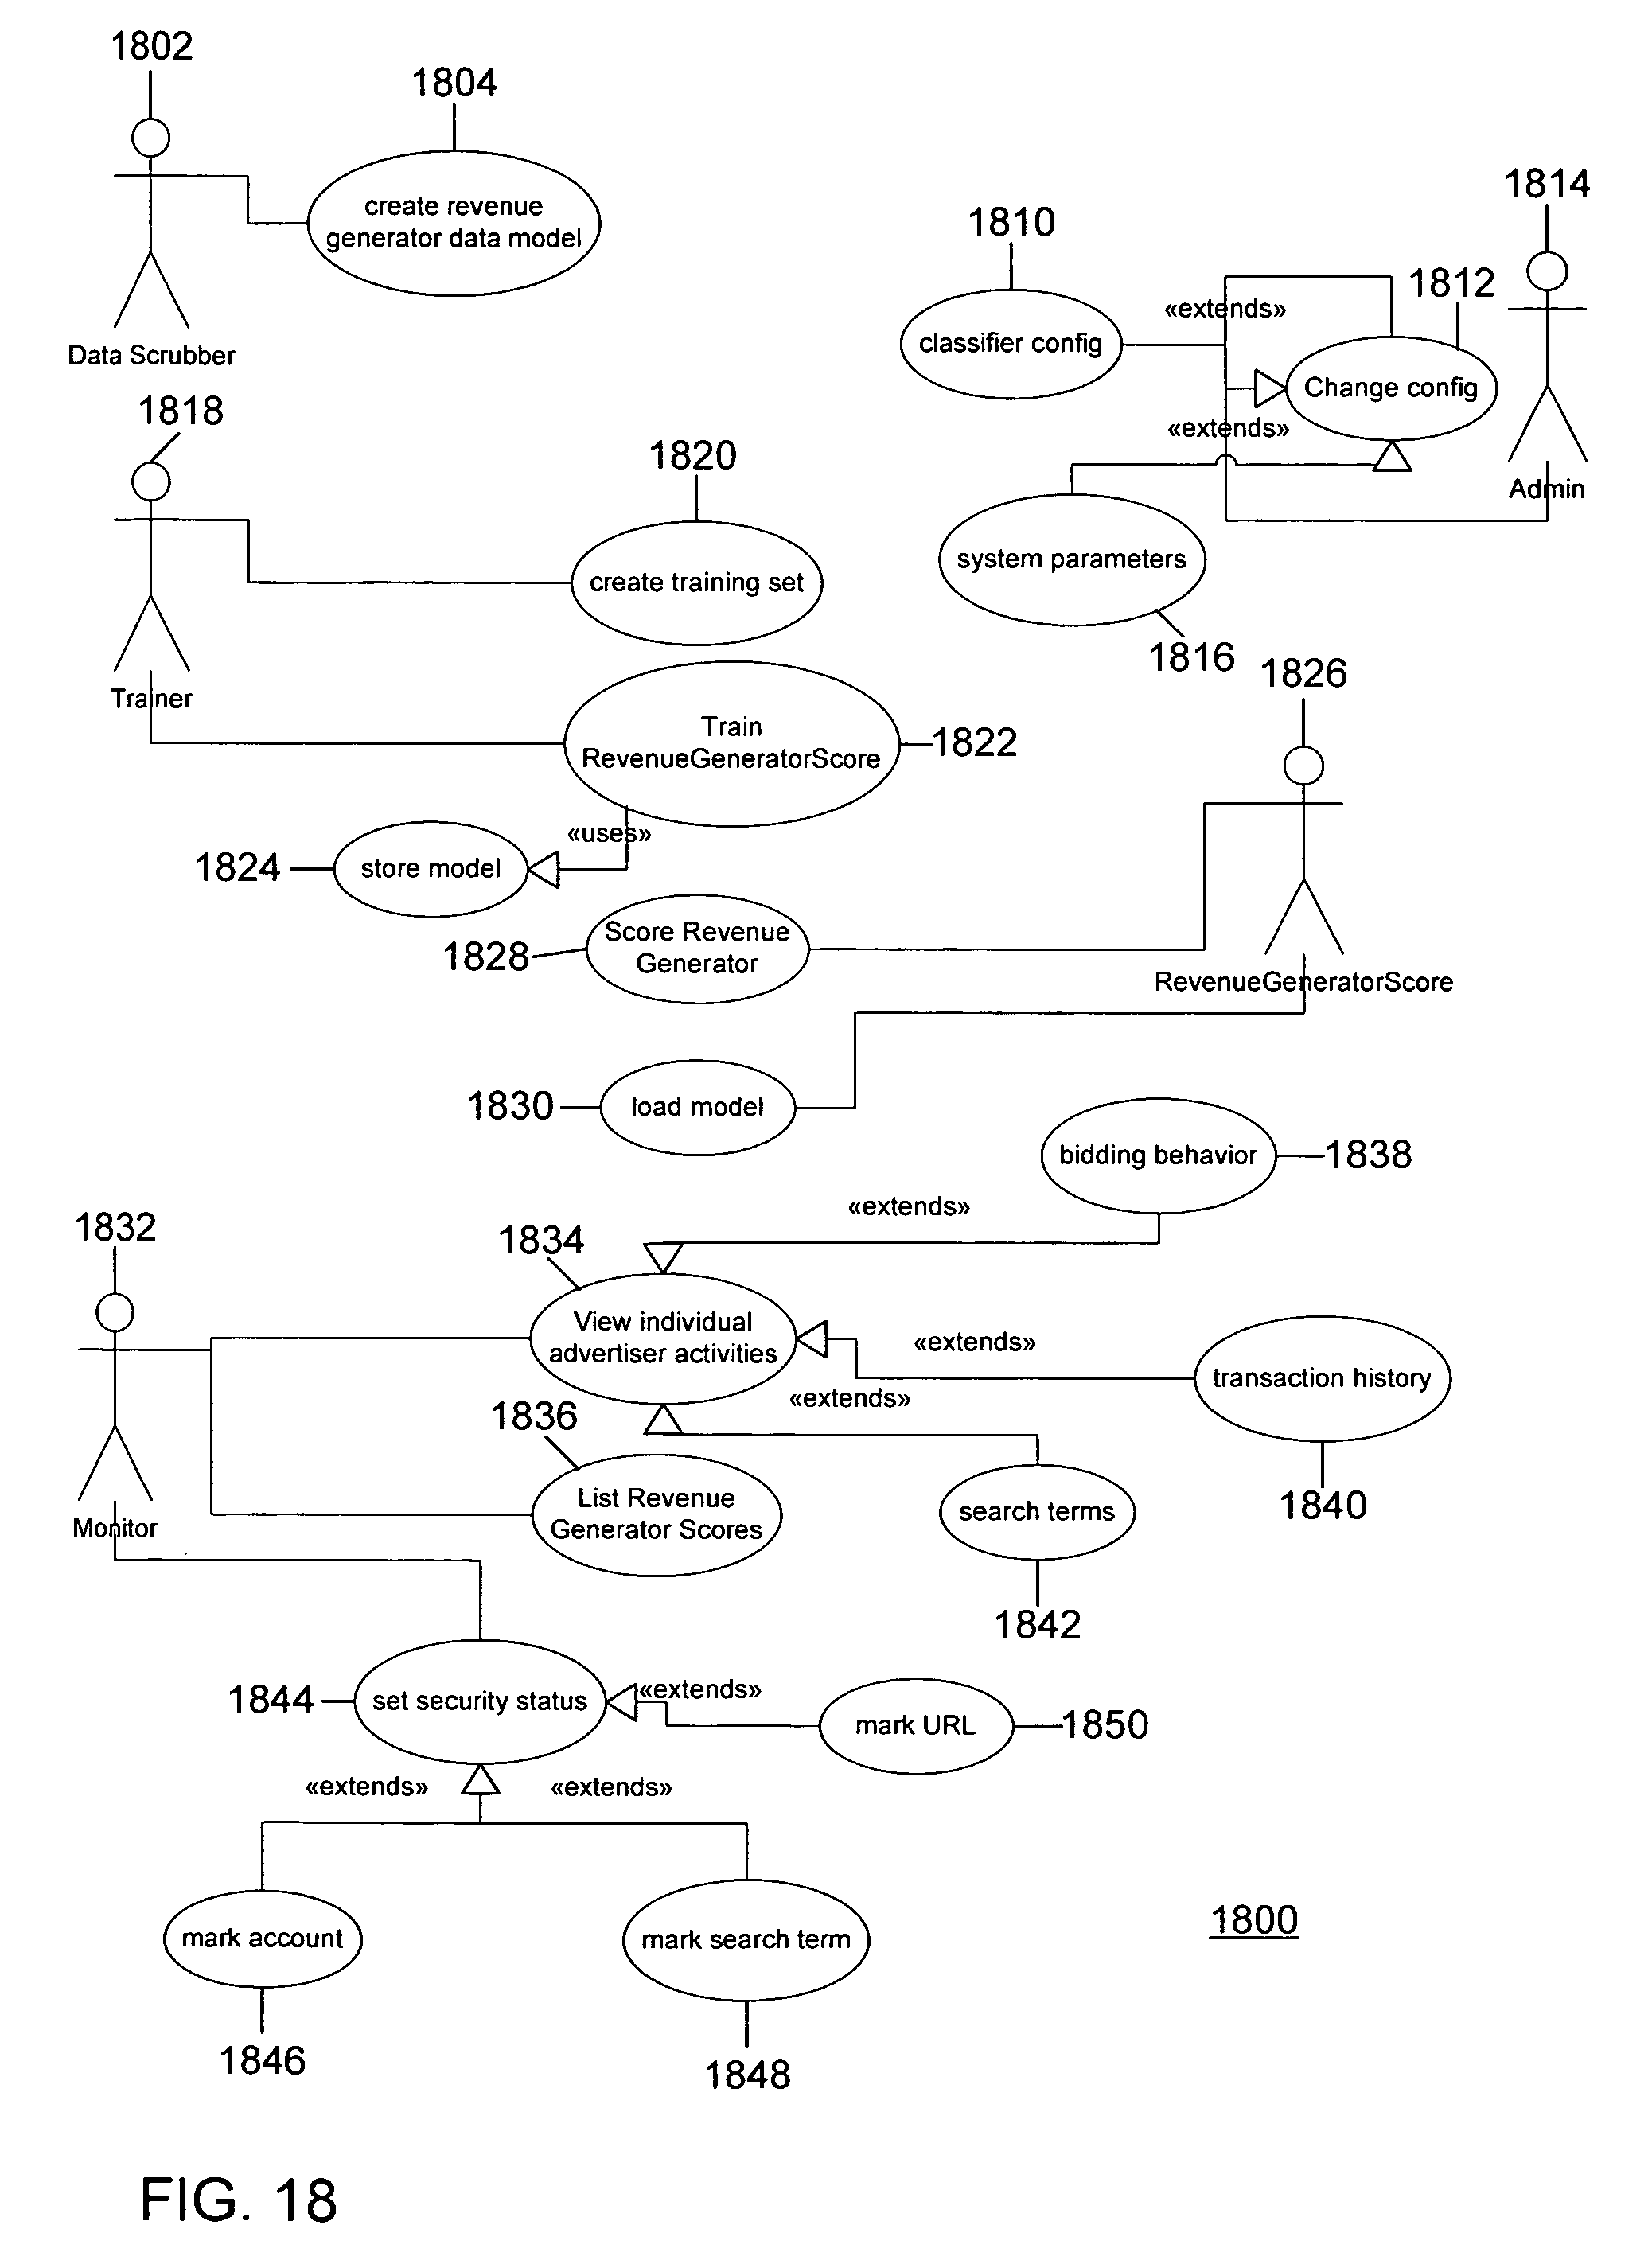 1802
1804
create revenue
generator data model
Data Scrubber
1814
1810
1812
«extends»
classifier config
Change config
«extends»
Admin
1818
1820
create training set
system parameters
1816
1826
Trainer
Train
RevenueGeneratorScore
1822
«uses»
1824
store model
Score Revenue
Generator
1828
RevenueGeneratorScore
1830
load model
bidding behavior
1838
«extends»
1832
1834
View individual
advertiser activities
«extends»
transaction history
«extends»
1836
List Revenue
Generator Scores
search terms
1840
Monitor
1842
1844
set security status
«extends»
mark URL
1850
«extends»
«extends»
mark account
mark search term
1800
1846
1848
FIG. 18